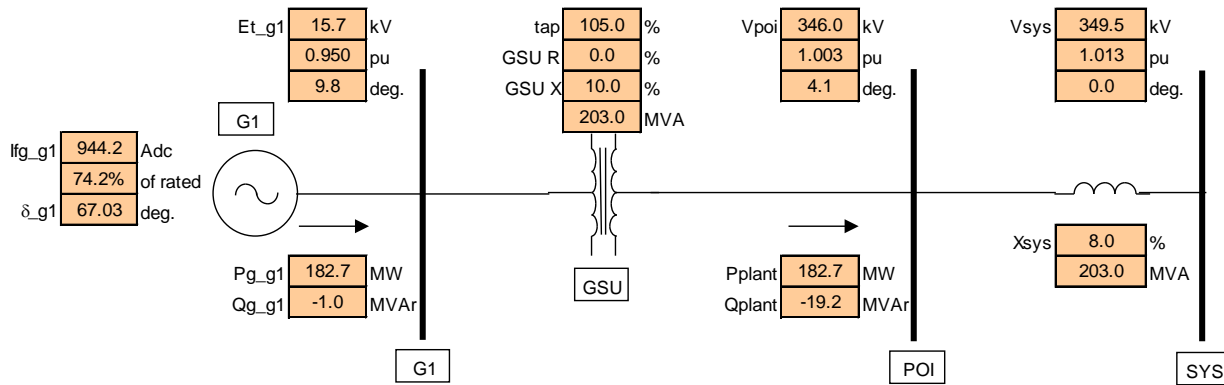 Et_g1 15.7 kV
0.950 pu
9.8 deg.
tap 105.0 %
GSU R 0.0 %
GSU X 10.0 %
203.0 MVA
Vpoi 346.0 kV
1.003 pu
4.1 deg.
Vsys 349.5 kV
1.013 pu
0.0 deg.
G1
Ifg_g1 944.2 Adc
74.2% of rated
δ_g1 67.03 deg.
Pg_g1 182.7 MW
Qg_g1 -1.0 MVAr
GSU
Pplant 182.7 MW
Qplant -19.2 MVAr
Xsys 8.0 %
203.0 MVA
G1
POI
SYS